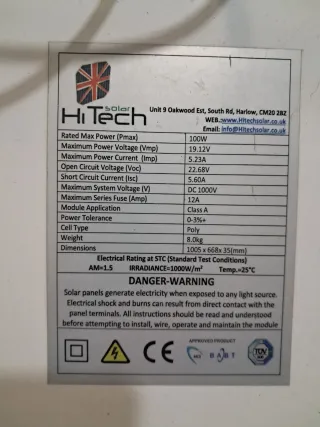 solar
HiTech
Unit 9 Oakwood Est, South Rd, Harlow, CM20 2BZ
WEB.:www.Hitechsolar.co.uk
Email: info@Hitechsolar.co.uk
Rated Max Power (Pmax) 100W
Maximum Power Voltage (Vmp) 19.12V
Maximum Power Current (Imp) 5.23A
Open Circuit Voltage (Voc) 22.68V
Short Circuit Current (Isc) 5.60A
Maximum System Voltage (V) DC 1000V
Maximum Series Fuse (Amp) 12A
Module Application Class A
Power Tolerance 0-3%+
Cell Type Poly
Weight 8.0kg
Dimensions 1005 x 668x 35(mm)
Electrical Rating at STC (Standard Test Conditions)
AM=1.5 IRRADIANCE=1000W/m² Temp.=25°C
DANGER-WARNING
Solar panels generate electricity when exposed to any light source.
Electrical shock and burns can result from direct contact with the
panel terminals. All instructions should be read and understood
before attempting to install, wire, operate and maintain the module
APPROVED PRODUCT
CE
BABT
TUV